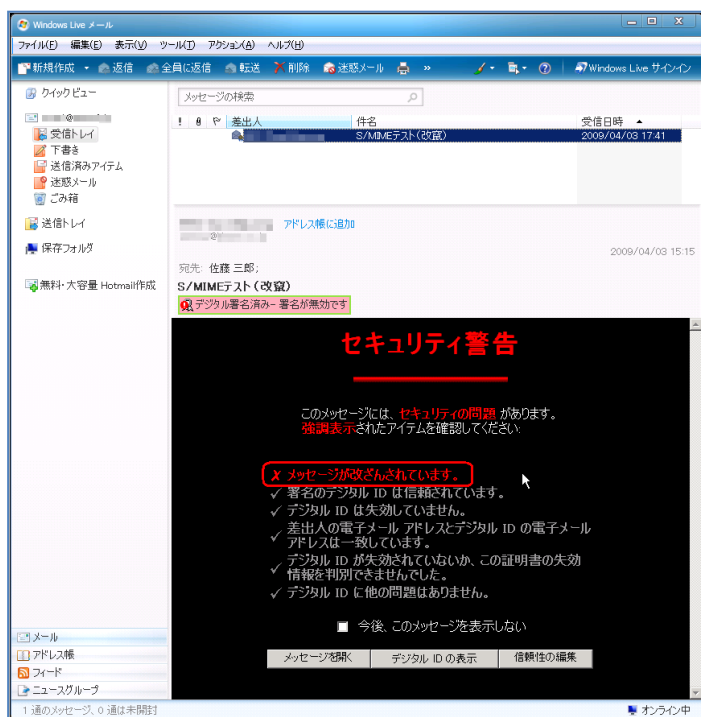 Windows Live メール
ファイル(F) 編集(E) 表示(V) ツール(T) アクション(A) ヘルプ(H)
新規作成 返信 全員に返信 転送 削除 迷惑メール » Windows Live サインイン
クイック ビュー
メッセージの検索
@
! 差出人 件名 受信日時
受信トレイ
S/MIMEテスト(改竄) 2009/04/03 17:41
下書き
送信済みアイテム
迷惑メール
ごみ箱
送信トレイ
アドレス帳に追加
@
保存フォルダ
2009/04/03 15:15
宛先: 佐藤 三郎;
無料・大容量 Hotmail作成
S/MIMEテスト(改竄)
デジタル署名済み- 署名が無効です
セキュリティ警告
このメッセージには、セキュリティの問題 があります。
強調表示されたアイテムを確認してください:
✗ メッセージが改ざんされています。
✓ 署名のデジタル ID は信頼されています。
✓ デジタル ID は失効していません。
✓ 差出人の電子メール アドレスとデジタル ID の電子メール
アドレスは一致しています。
✓ デジタル ID が失効されていないか、この証明書の失効
情報を判別できませんでした。
✓ デジタル ID に他の問題はありません。
今後、このメッセージを表示しない
メッセージを開く デジタル ID の表示 信頼性の編集
メール
アドレス帳
フィード
ニュースグループ
1 通のメッセージ、0 通は未開封 オンライン中